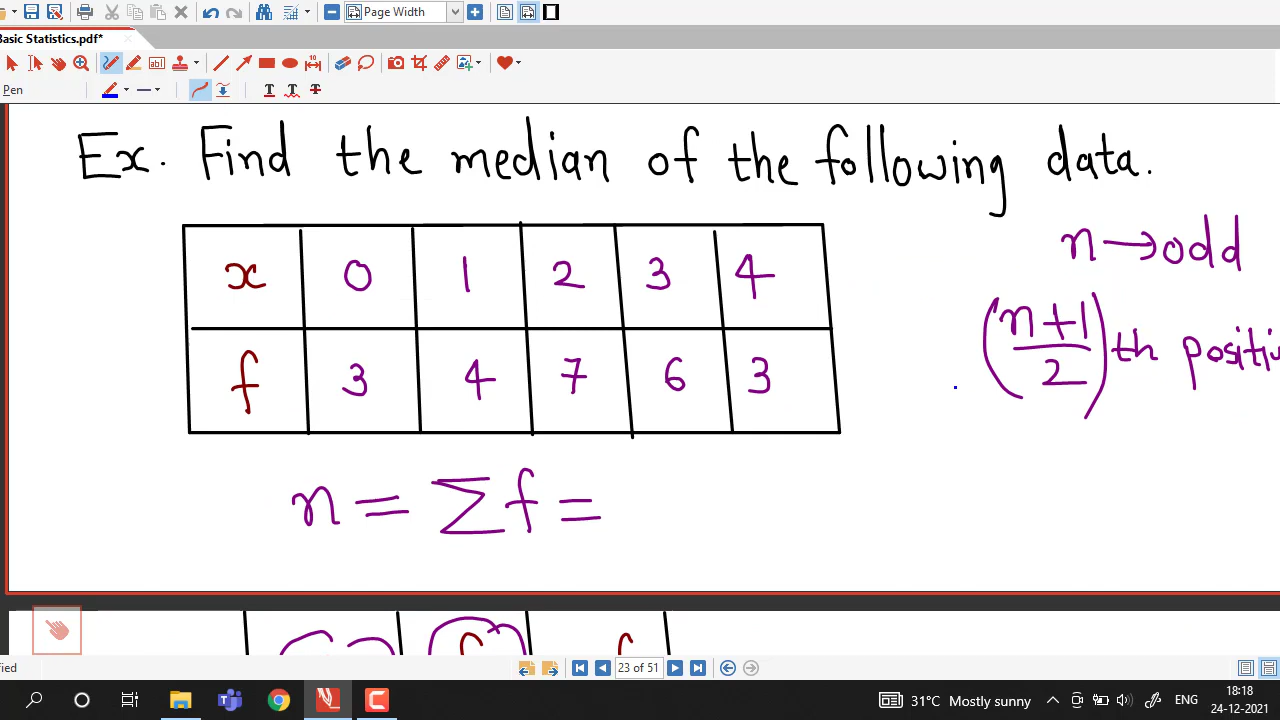 Page Width
Basic Statistics.pdf*
Pen
Ex. Find the median of the following data.
x 0 1 2 3 4
f 3 4 7 6 3
n → odd
(n+1/2)th positi
n = Σf =
23 of 51
fied
31°C Mostly sunny
ENG
18:18
24-12-2021